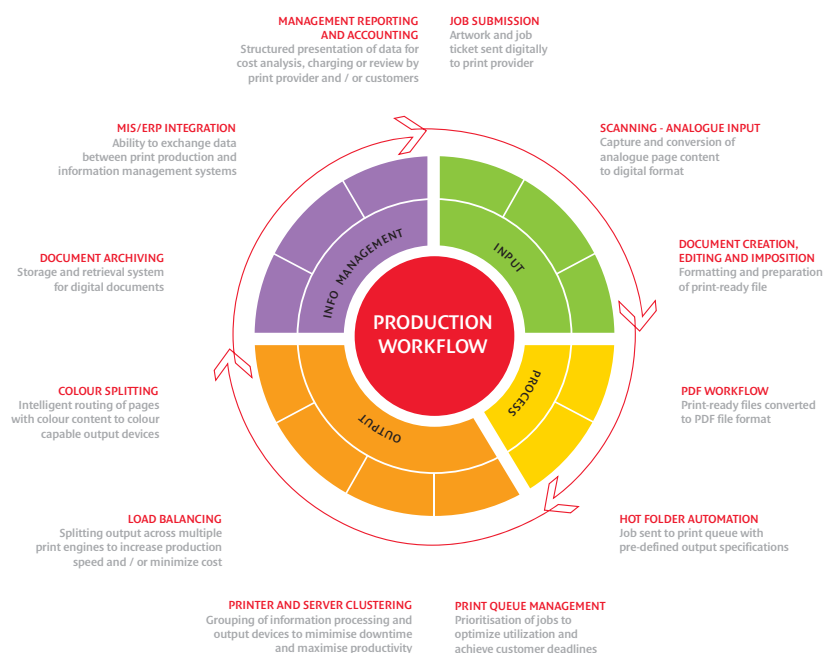 MANAGEMENT REPORTING
AND ACCOUNTING
Structured presentation of data for
cost analysis, charging or review by
print provider and / or customers
JOB SUBMISSION
Artwork and job
ticket sent digitally
to print provider
MIS/ERP INTEGRATION
Ability to exchange data
between print production and
information management systems
SCANNING - ANALOGUE INPUT
Capture and conversion of
analogue page content
to digital format
DOCUMENT ARCHIVING
Storage and retrieval system
for digital documents
DOCUMENT CREATION,
EDITING AND IMPOSITION
Formatting and preparation
of print-ready file
INFO MANAGEMENT
INPUT
PRODUCTION
WORKFLOW
PROCESS
OUTPUT
COLOUR SPLITTING
Intelligent routing of pages
with colour content to colour
capable output devices
PDF WORKFLOW
Print-ready files converted
to PDF file format
LOAD BALANCING
Splitting output across multiple
print engines to increase production
speed and / or minimize cost
HOT FOLDER AUTOMATION
Job sent to print queue with
pre-defined output specifications
PRINTER AND SERVER CLUSTERING
Grouping of information processing and
output devices to minimise downtime
and maximise productivity
PRINT QUEUE MANAGEMENT
Prioritisation of jobs to
optimize utilization and
achieve customer deadlines